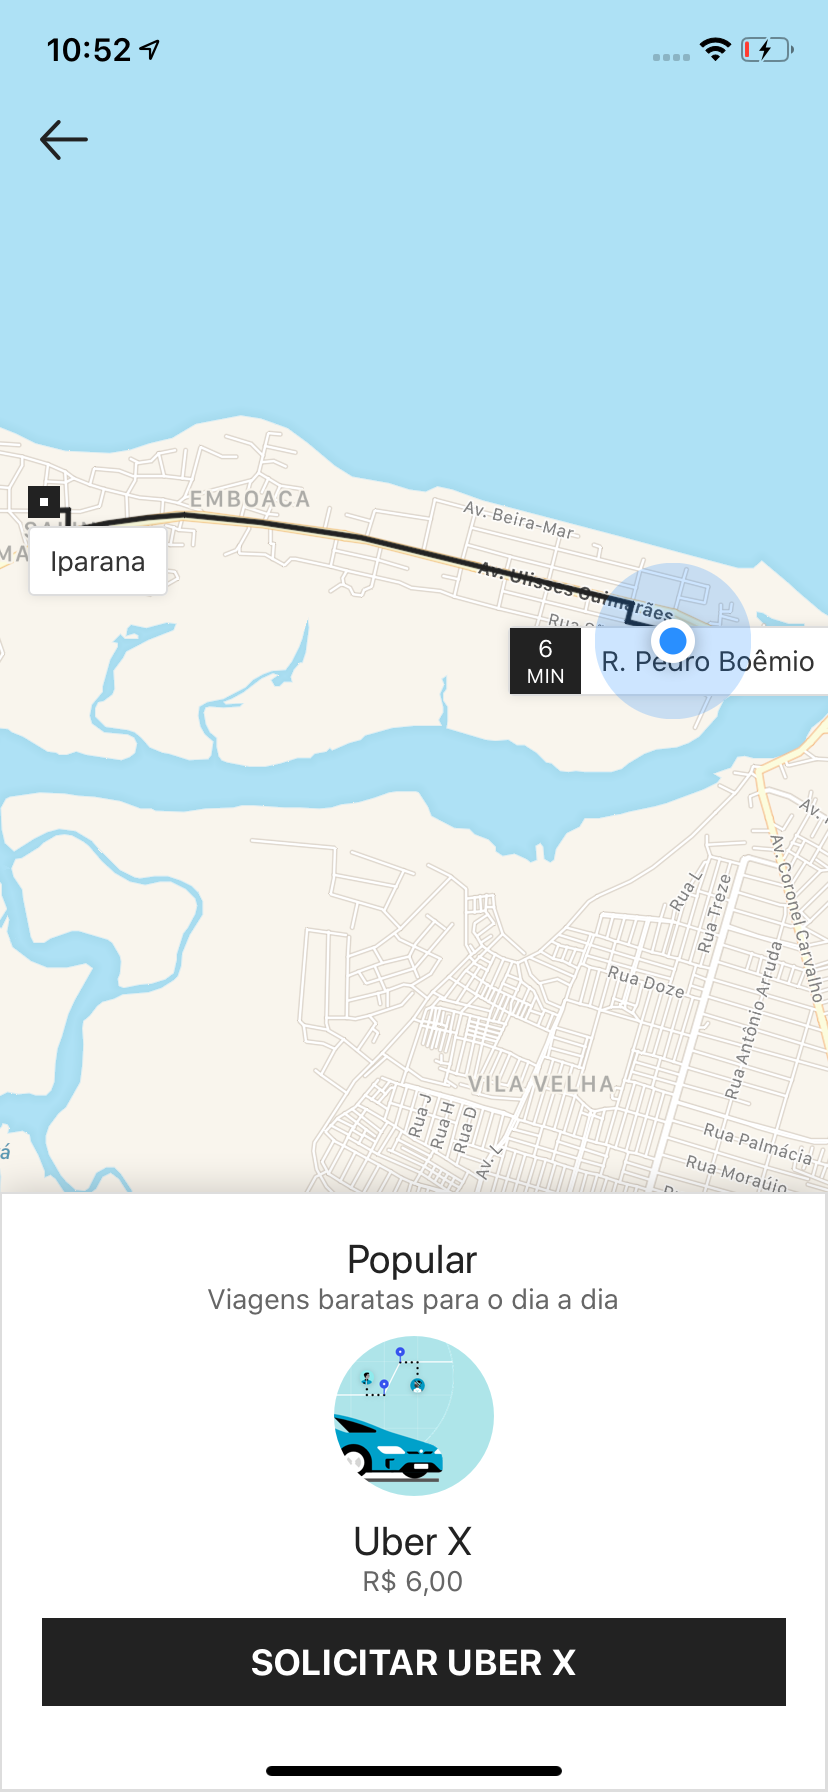 10:52
EMBOACA
Av. Beira-Mar
Iparana
Av. Ulisses Guimarães
Rua
6
MIN
R. Pedro Boêmio
Av.
Av. Coronel Carvalho
Rua L
Rua Treze
Rua Doze
Rua Antônio Arruda
VILA VELHA
Rua J
Rua H
Rua D
Av. L
Rua Palmácia
Rua Moraújo
Popular
Viagens baratas para o dia a dia
Uber X
R$ 6,00
SOLICITAR UBER X